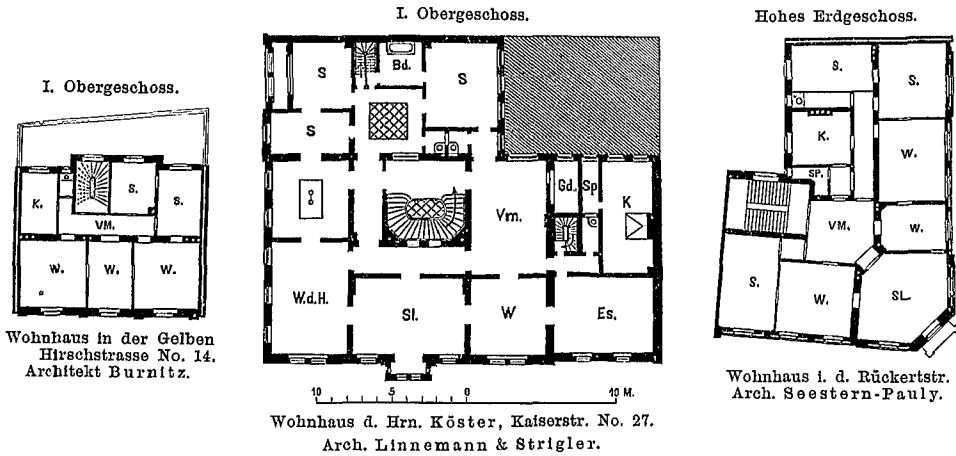 I. Obergeschoss.
K.
S.
S.
VM.
W.
W.
W.
Wohnhaus in der Gelben
Hirschstrasse No. 14.
Architekt Burnitz.
I. Obergeschoss.
S
Bd.
S
S
Gd.
Sp
K
Vm.
W.d.H.
Sl.
W
Es.
10
5
0
10 M.
Wohnhaus d. Hrn. Köster, Kaiserstr. No. 27.
Arch. Linnemann & Strigler.
Hohes Erdgeschoss.
S.
S.
K.
W.
SP.
VM.
W.
S.
W.
SL.
Wohnhaus i. d. Rückertstr.
Arch. Seestern-Pauly.